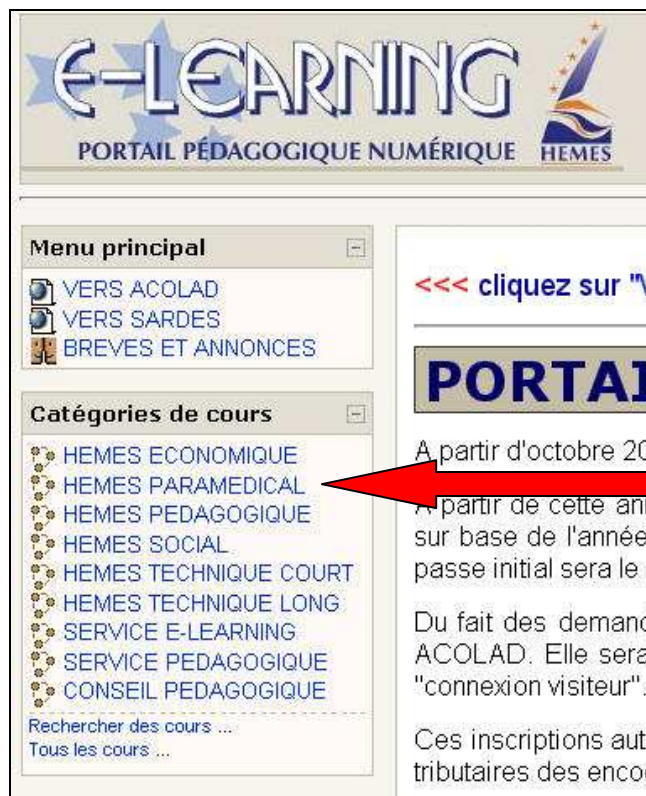 E-LEARNING
PORTAIL PÉDAGOGIQUE NUMÉRIQUE
HEMES
Menu principal
VERS ACOLAD
VERS SARDES
BREVES ET ANNONCES
Catégories de cours
HEMES ECONOMIQUE
HEMES PARAMEDICAL
HEMES PEDAGOGIQUE
HEMES SOCIAL
HEMES TECHNIQUE COURT
HEMES TECHNIQUE LONG
SERVICE E-LEARNING
SERVICE PEDAGOGIQUE
CONSEIL PEDAGOGIQUE
Rechercher des cours ...
Tous les cours ...
<<< cliquez sur "
PORTAI
A partir d'octobre 20
A partir de cette an
sur base de l'année
passe initial sera le
Du fait des deman
ACOLAD. Elle sera
"connexion visiteur".
Ces inscriptions aut
tributaires des enco